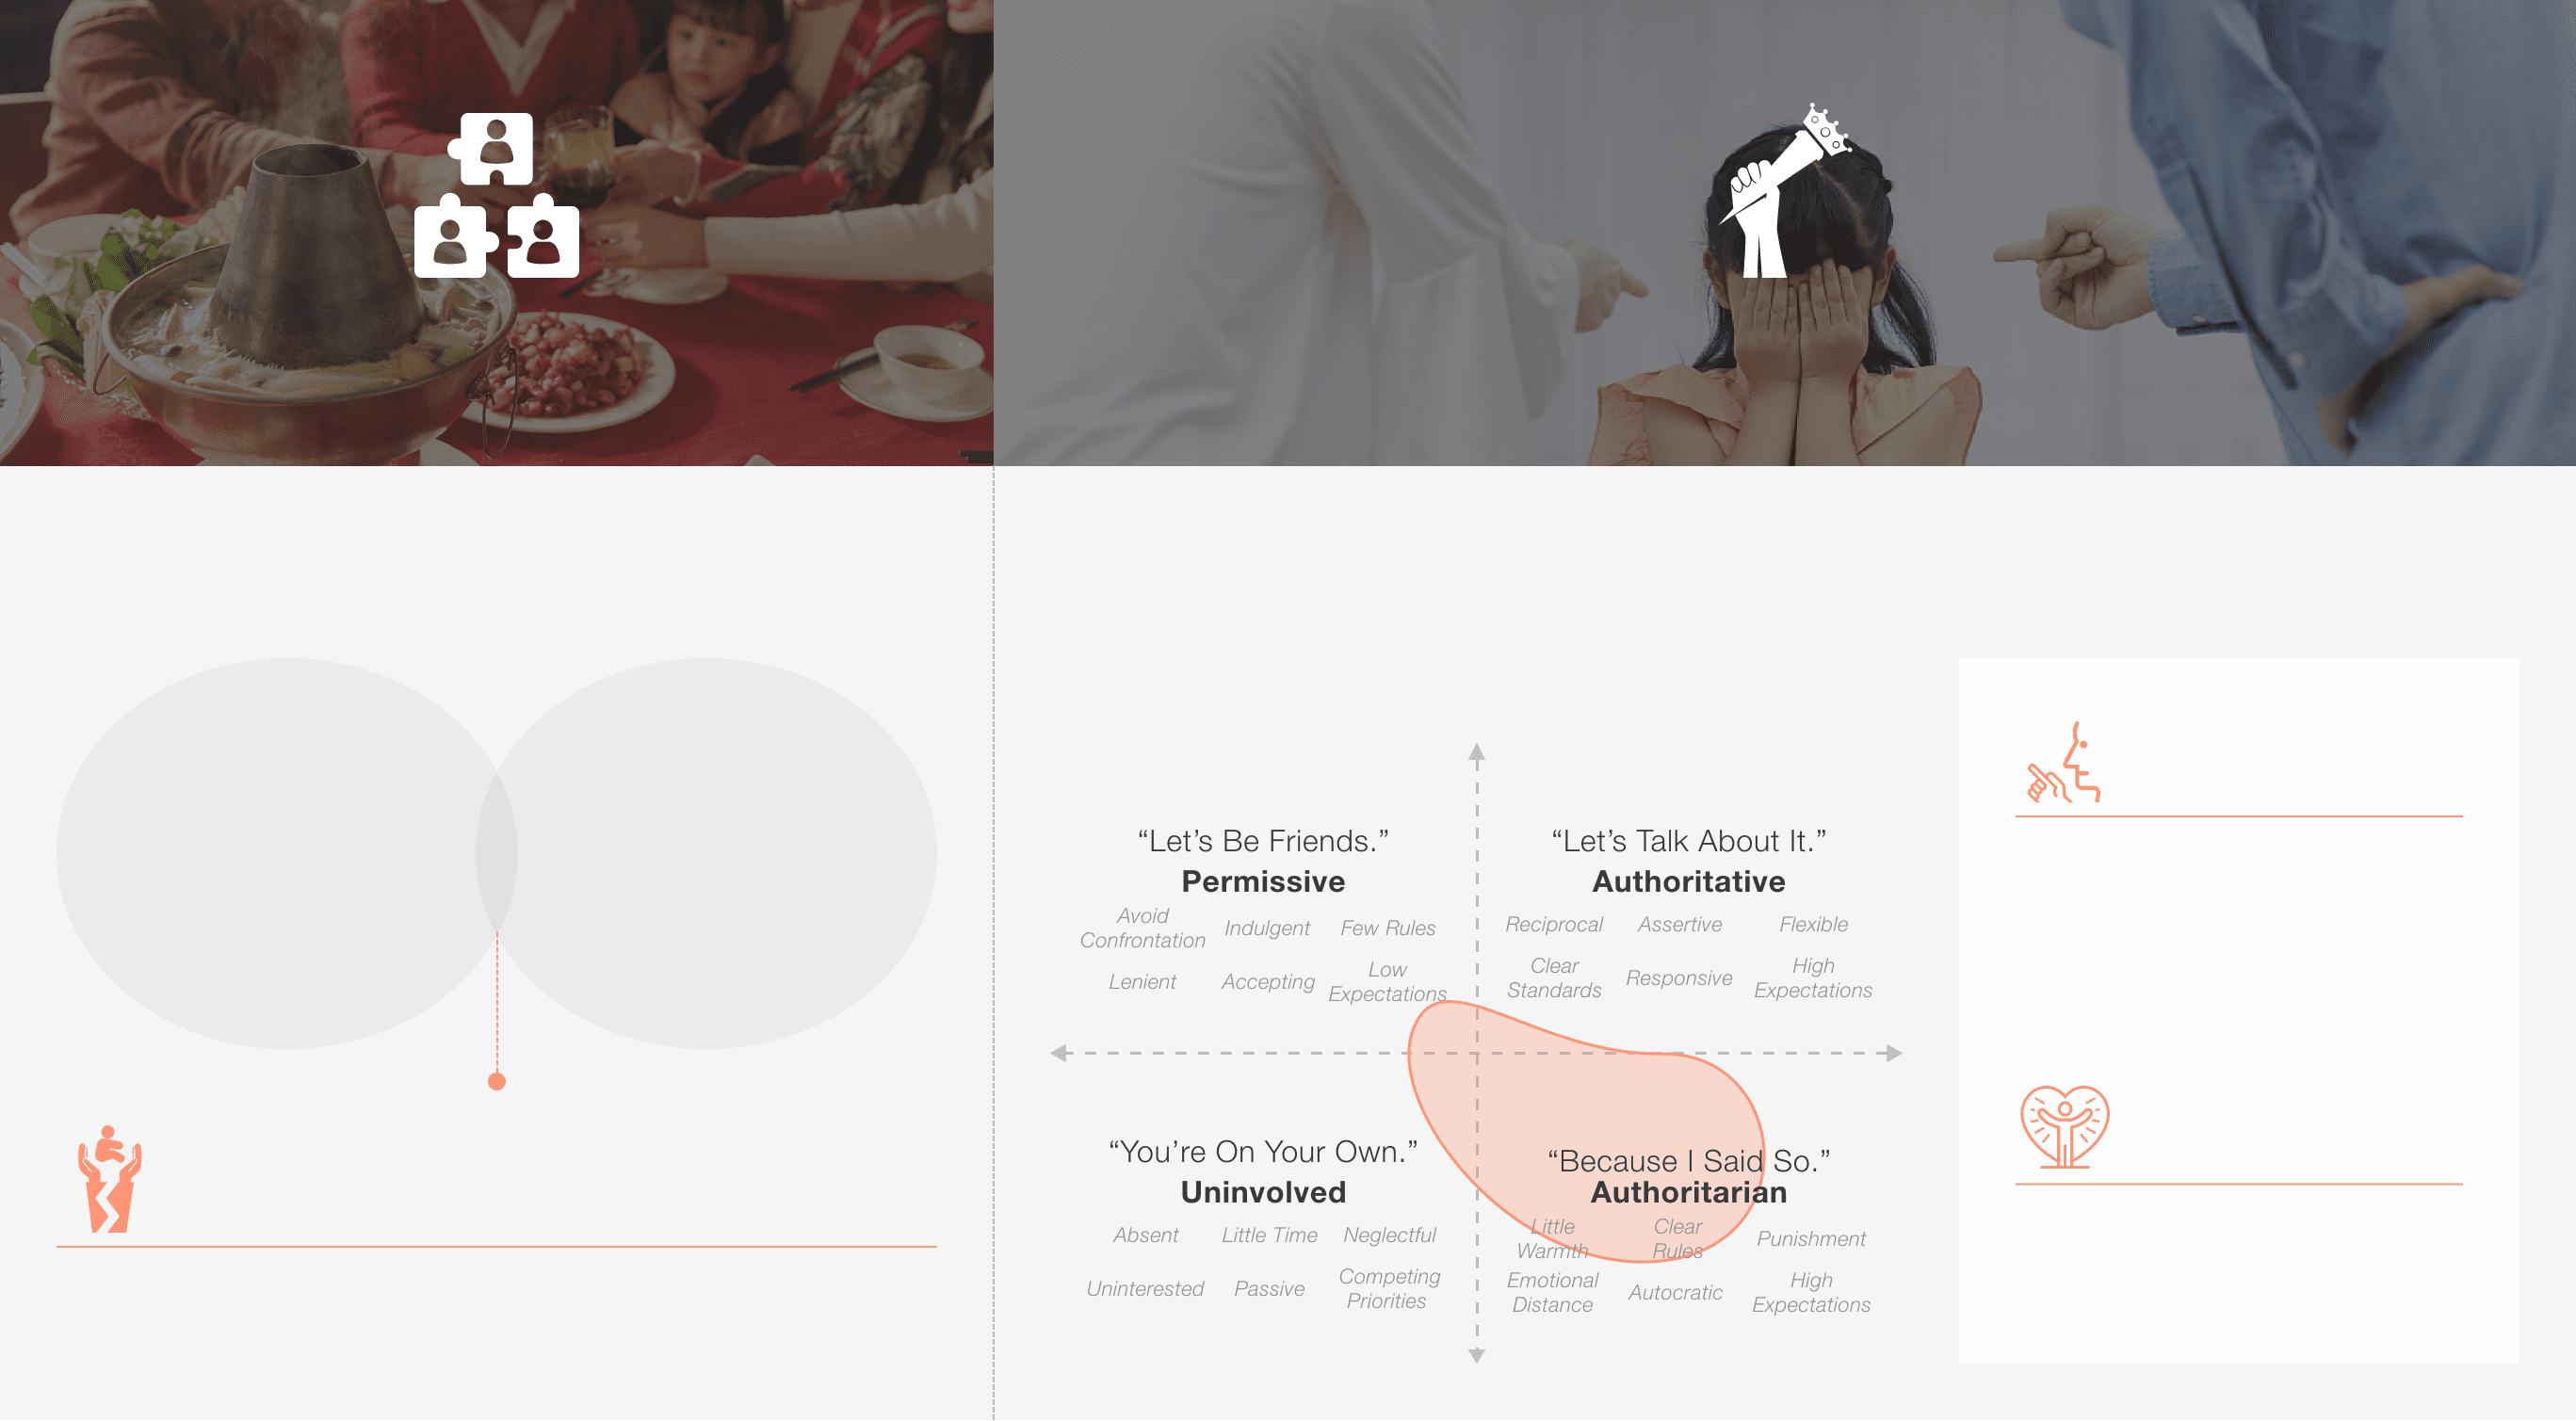 “Let’s Be Friends.”
Permissive
Avoid
Confrontation
Indulgent
Few Rules
Lenient
Accepting
Low
Expectations
“Let’s Talk About It.”
Authoritative
Reciprocal
Assertive
Flexible
Clear
Standards
Responsive
High
Expectations
“You’re On Your Own.”
Uninvolved
Absent
Little Time
Neglectful
Uninterested
Passive
Competing
Priorities
“Because I Said So.”
Authoritarian
Little
Warmth
Clear
Rules
Punishment
Emotional
Distance
Autocratic
High
Expectations